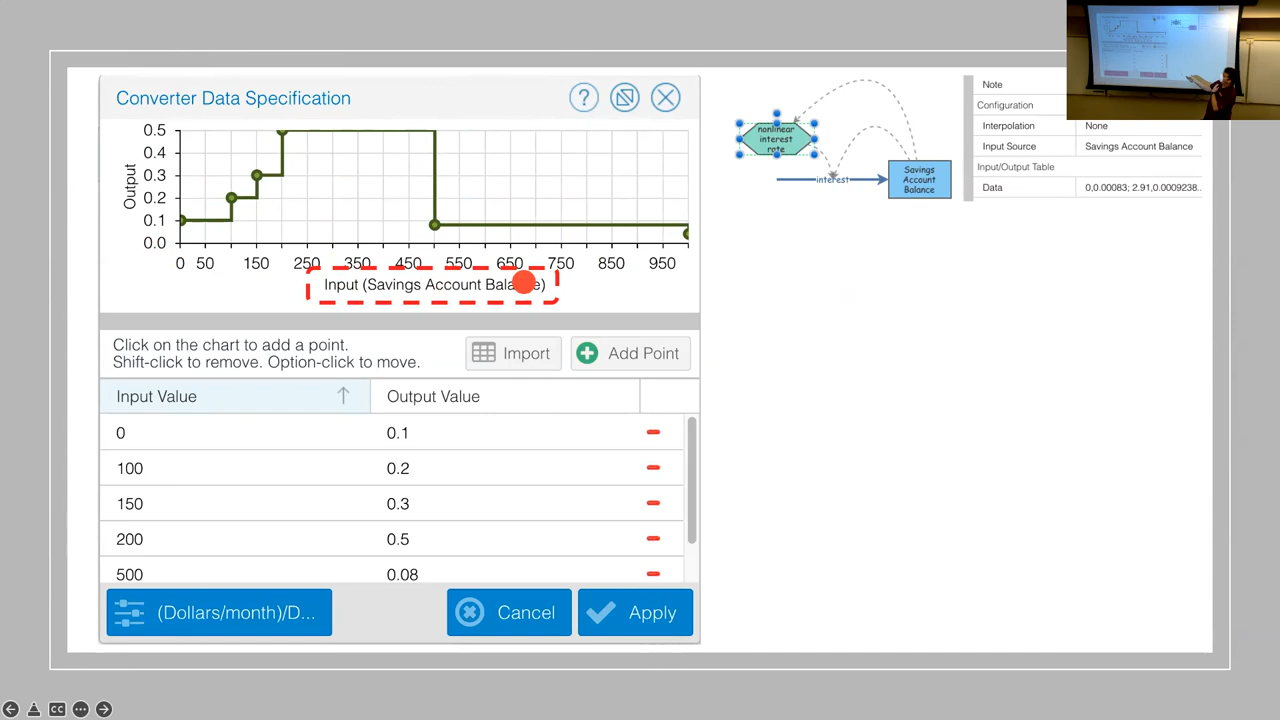 Converter Data Specification
?
Output
0.5
0.4
0.3
0.2
0.1
0.0
0 50 150 250 350 450 550 650 750 850 950
Input (Savings Account Balance)
Click on the chart to add a point.
Shift-click to remove. Option-click to move.
Import
Add Point
Input Value Output Value
0 0.1
100 0.2
150 0.3
200 0.5
500 0.08
(Dollars/month)/D...
Cancel
Apply
nonlinear
interest
rate
interest
Savings
Account
Balance
Note
Configuration
Interpolation None
Input Source Savings Account Balance
Input/Output Table
Data 0,0.00083; 2.91,0.0009238..
CC